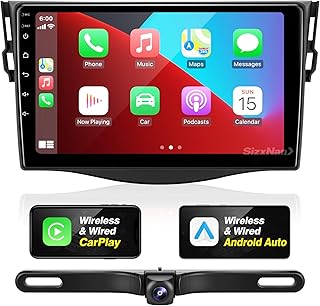 6:00
Phone
Music
Maps
Messages
SUN
15
Now Playing
Car
Podcasts
Calendar
SizxNanv
Wireless
& Wired
CarPlay
Wireless
& Wired
Android Auto